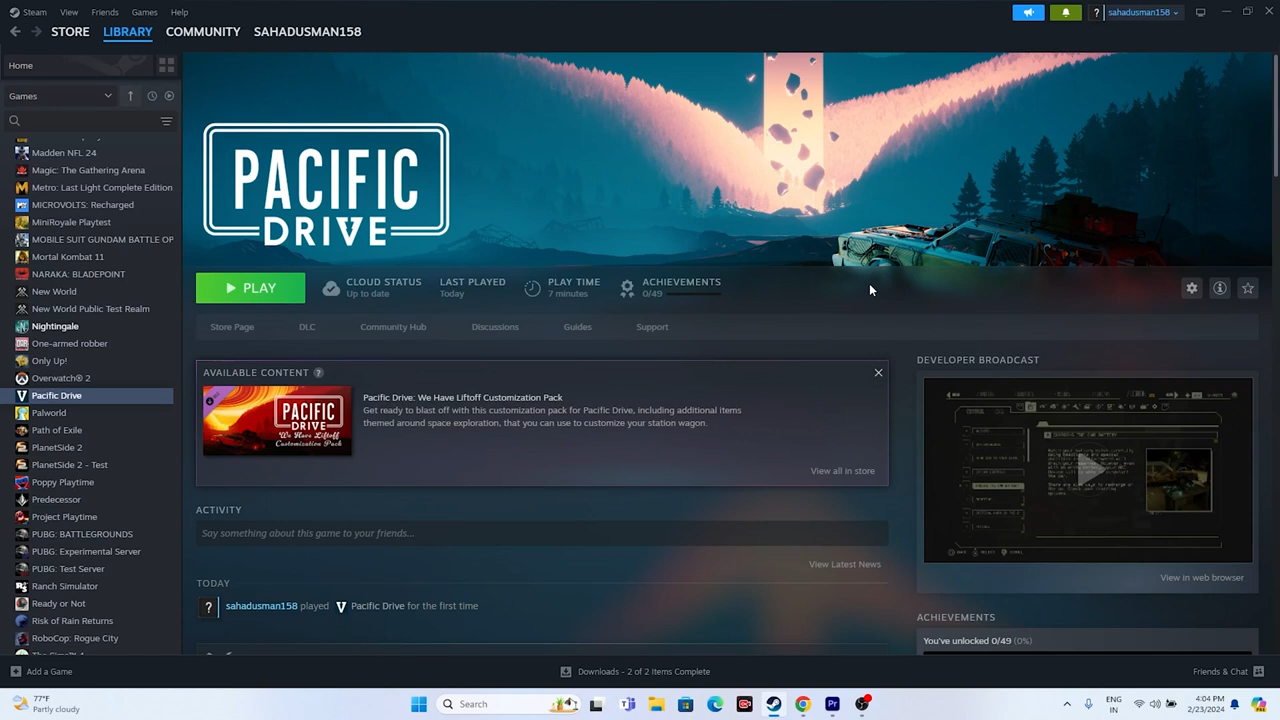 Steam View Friends Games Help
? sahadusman158
STORE LIBRARY COMMUNITY SAHADUSMAN158
Home
Games
Madden NFL 24
Magic: The Gathering Arena
Metro: Last Light Complete Edition
MICROVOLTS: Recharged
MiniRoyale Playtest
MOBILE SUIT GUNDAM BATTLE OP
Mortal Kombat 11
NARAKA: BLADEPOINT
New World
New World Public Test Realm
Nightingale
One-armed robber
Only Up!
Overwatch® 2
Pacific Drive
Palworld
Path of Exile
PlanetSide 2
PlanetSide 2 - Test
Poppy Playtime
Predecessor
Project Playtime
PUBG: BATTLEGROUNDS
PUBG: Experimental Server
PUBG: Test Server
Ranch Simulator
Ready or Not
Risk of Rain Returns
RoboCop: Rogue City
PACIFIC
DRIVE
PLAY
CLOUD STATUS
Up to date
LAST PLAYED
Today
PLAY TIME
7 minutes
ACHIEVEMENTS
0/49
Store Page DLC Community Hub Discussions Guides Support
AVAILABLE CONTENT ?
PACIFIC
DRIVE
We Have Liftoff
Customization Pack
Pacific Drive: We Have Liftoff Customization Pack
Get ready to blast off with this customization pack for Pacific Drive, including additional items
themed around space exploration, that you can use to customize your station wagon.
View all in store
ACTIVITY
Say something about this game to your friends...
View Latest News
TODAY
? sahadusman158 played Pacific Drive for the first time
DEVELOPER BROADCAST
View in web browser
ACHIEVEMENTS
You've unlocked 0/49 (0%)
Add a Game
Downloads - 2 of 2 Items Complete
Friends & Chat
77°F
Partly cloudy
Search
Pr
ENG
IN
4:04 PM
2/23/2024